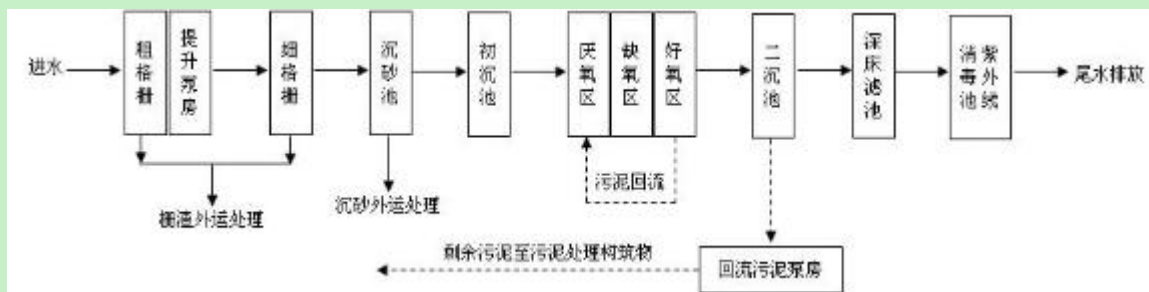 进水
粗格栅
提升泵房
细格栅
沉砂池
初沉池
厌氧区
缺氧区
好氧区
二沉池
深床滤池
紫外线
消毒池
尾水排放
污泥回流
栅渣外运处理
沉砂外运处理
剩余污泥至污泥处理构筑物
回流污泥泵房